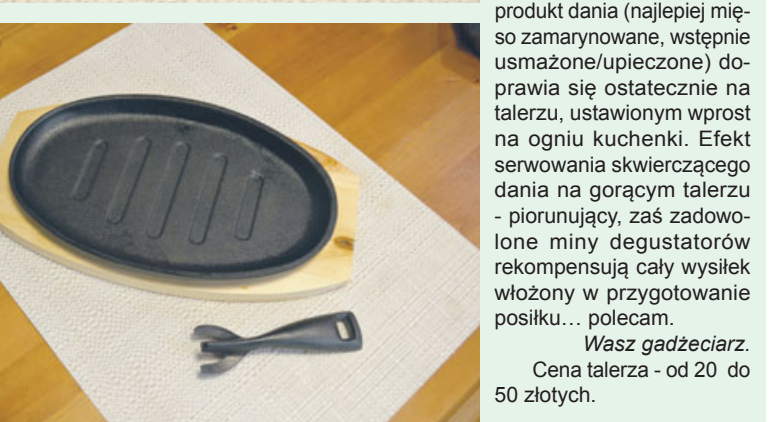 produkt dania (najlepiej mię-
so zamarynowane, wstępnie
usmażone/upieczone) do-
prawia się ostatecznie na
talerzu, ustawionym wprost
na ogniu kuchenki. Efekt
serwowania skwierczącego
dania na gorącym talerzu
- piorunujący, zaś zadowo-
lone miny degustatorów
rekompensują cały wysiłek
włożony w przygotowanie
posiłku… polecam.
Wasz gadżeciarz.
Cena talerza - od 20 do
50 złotych.